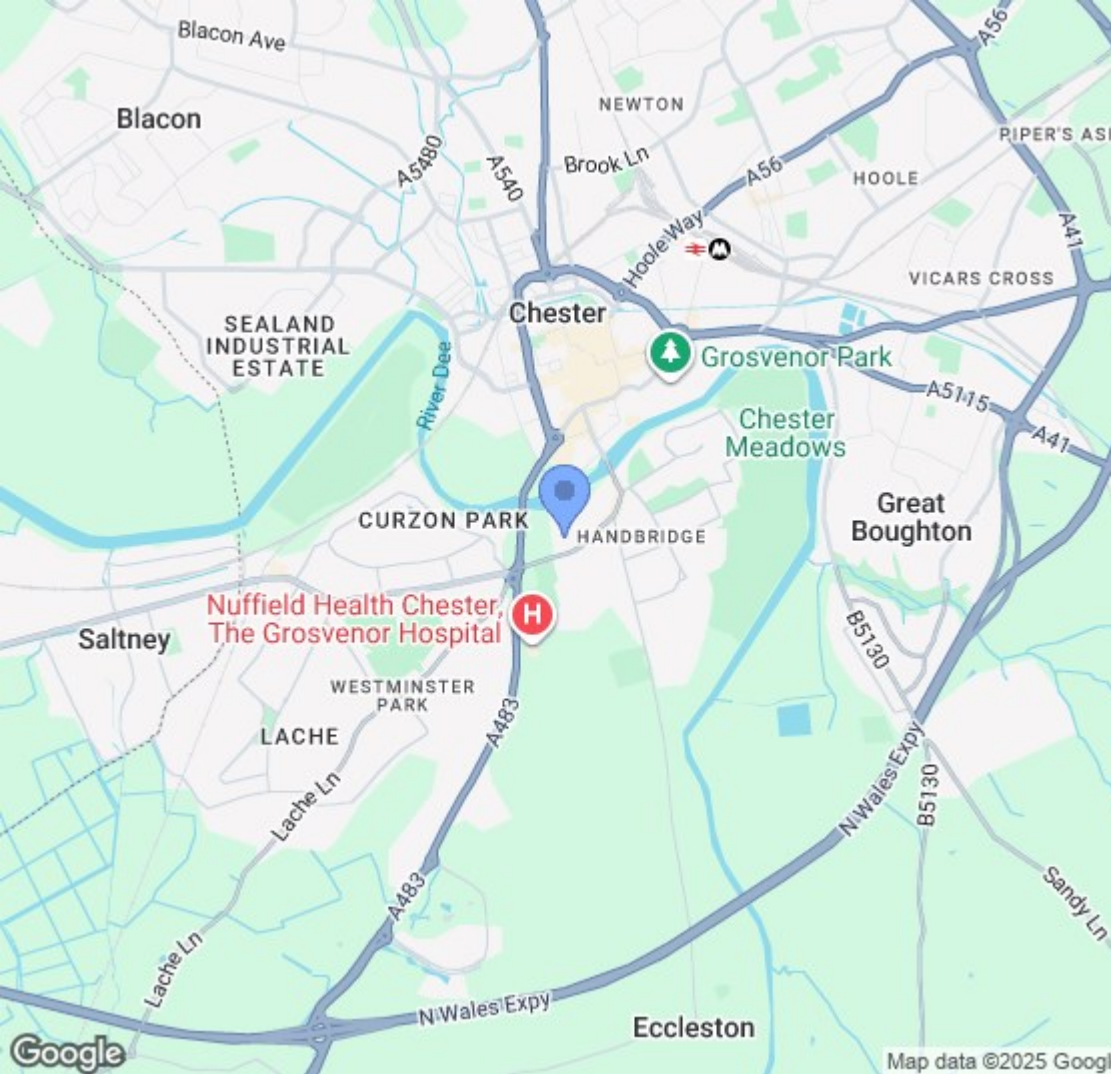 Blacon Ave
A56
NEWTON
Blacon
PIPER'S ASH
A5480
A540
Brook Ln
A56
HOOLE
Hoole Way
A41
VICARS CROSS
Chester
SEALAND
INDUSTRIAL
ESTATE
River Dee
Grosvenor Park
A5115
Chester
Meadows
A41
Great
Boughton
CURZON PARK
HANDBRIDGE
Nuffield Health Chester,
The Grosvenor Hospital
H
Saltney
B5130
WESTMINSTER
PARK
A483
LACHE
N Wales Expy
B5130
Lache Ln
A483
Sandy Ln
Lache Ln
N Wales Expy
Eccleston
Google
Map data ©2025 Googl